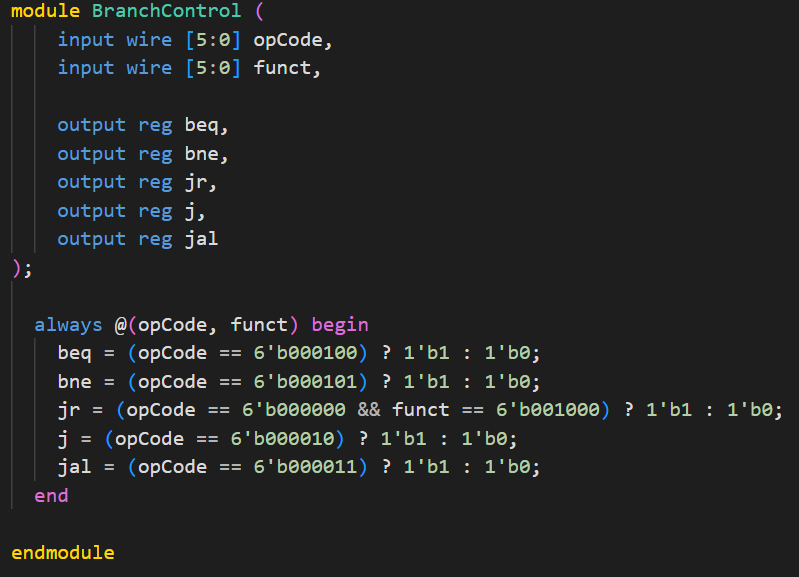 module BranchControl (
    input wire [5:0] opCode,
    input wire [5:0] funct,

    output reg beq,
    output reg bne,
    output reg jr,
    output reg j,
    output reg jal
);

  always @(opCode, funct) begin
    beq = (opCode == 6'b000100) ? 1'b1 : 1'b0;
    bne = (opCode == 6'b000101) ? 1'b1 : 1'b0;
    jr = (opCode == 6'b000000 && funct == 6'b001000) ? 1'b1 : 1'b0;
    j = (opCode == 6'b000010) ? 1'b1 : 1'b0;
    jal = (opCode == 6'b000011) ? 1'b1 : 1'b0;
  end

endmodule